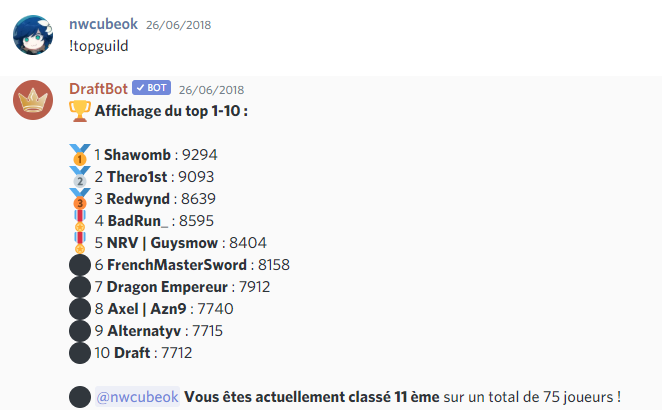 nwcubeok 26/06/2018
!topguild
DraftBot ✓ BOT 26/06/2018
🏆 Affichage du top 1-10 :
🥇 1 Shawomb : 9294
🥈 2 Thero1st : 9093
🥉 3 Redwynd : 8639
🎖 4 BadRun_ : 8595
🎖 5 NRV | Guysmow : 8404
⚫ 6 FrenchMasterSword : 8158
⚫ 7 Dragon Empereur : 7912
⚫ 8 Axel | Azn9 : 7740
⚫ 9 Alternatyv : 7715
⚫ 10 Draft : 7712
⚫ @nwcubeok Vous êtes actuellement classé 11 ème sur un total de 75 joueurs !